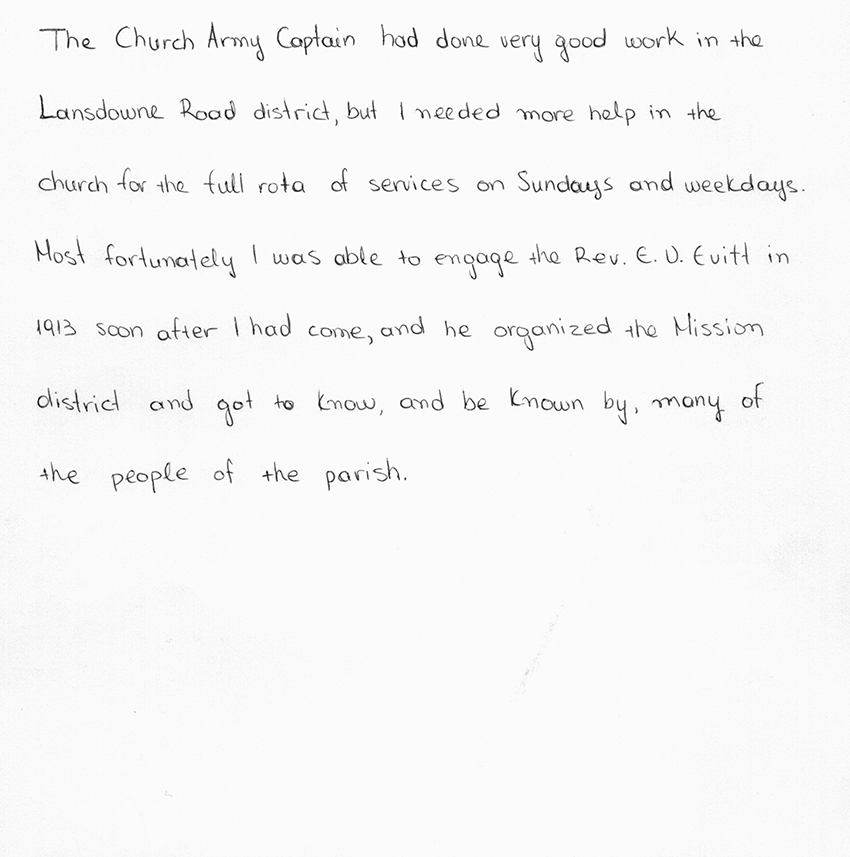 The Church Army Captain had done very good work in the
Lansdowne Road district, but I needed more help in the
church for the full rota of services on Sundays and weekdays.
Most fortunately I was able to engage the Rev. E. V. Evitt in
1913 soon after I had come, and he organized the Mission
district and got to know, and be known by, many of
the people of the parish.